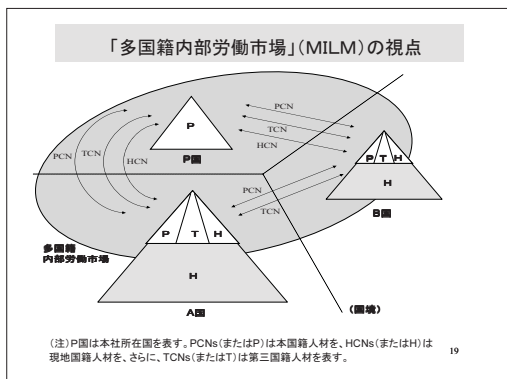 「多国籍内部労働市場」(MILM)の視点
P
P国
PCN
TCN
HCN
PCN
TCN
HCN
P T H
H
B国
PCN
TCN
P T H
H
A国
多国籍
内部労働市場
(国境)
(注)P国は本社所在国を表す。PCNs(またはP)は本国籍人材を、HCNs(またはH)は
現地国籍人材を、さらに、TCNs(またはT)は第三国籍人材を表す。
19